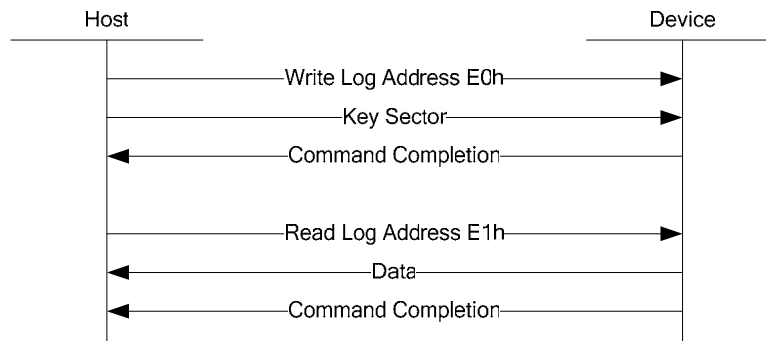 Host
Device
Write Log Address E0h
Key Sector
Command Completion
Read Log Address E1h
Data
Command Completion